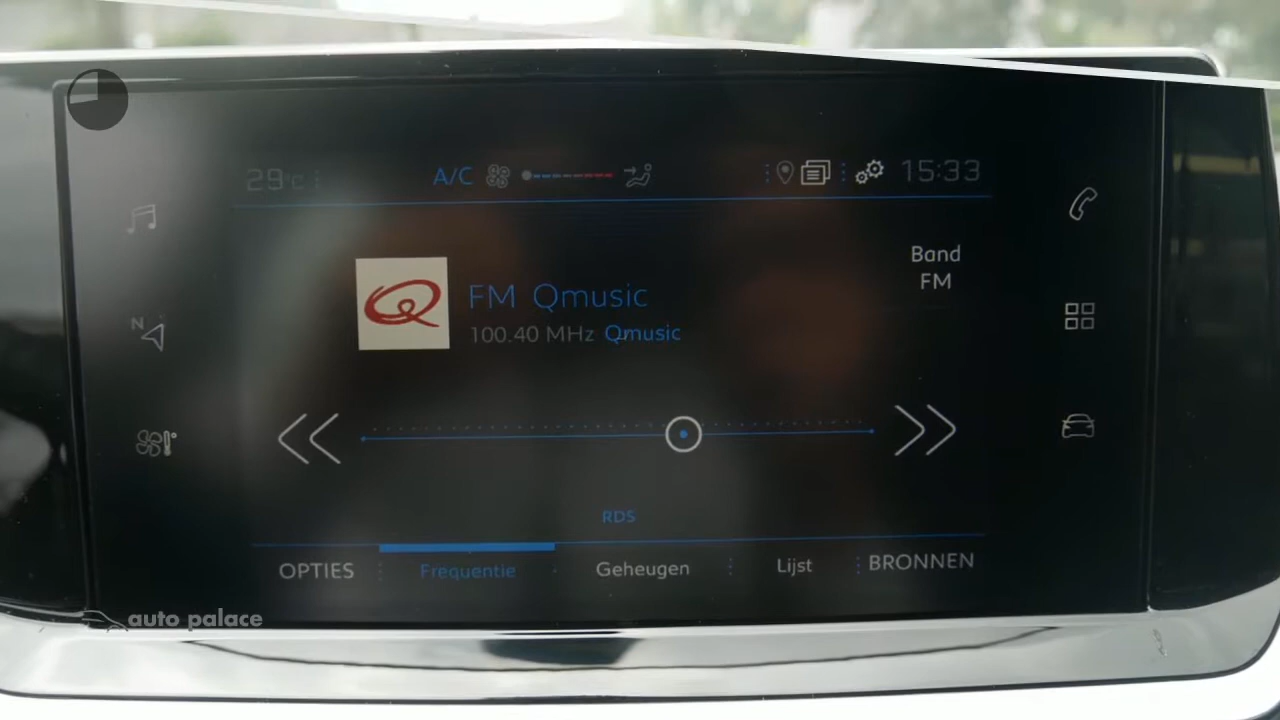 29°C A/C 15:33
Band
FM
FM Qmusic
100.40 MHz Qmusic
N
RDS
OPTIES Frequentie Geheugen Lijst BRONNEN
auto palace